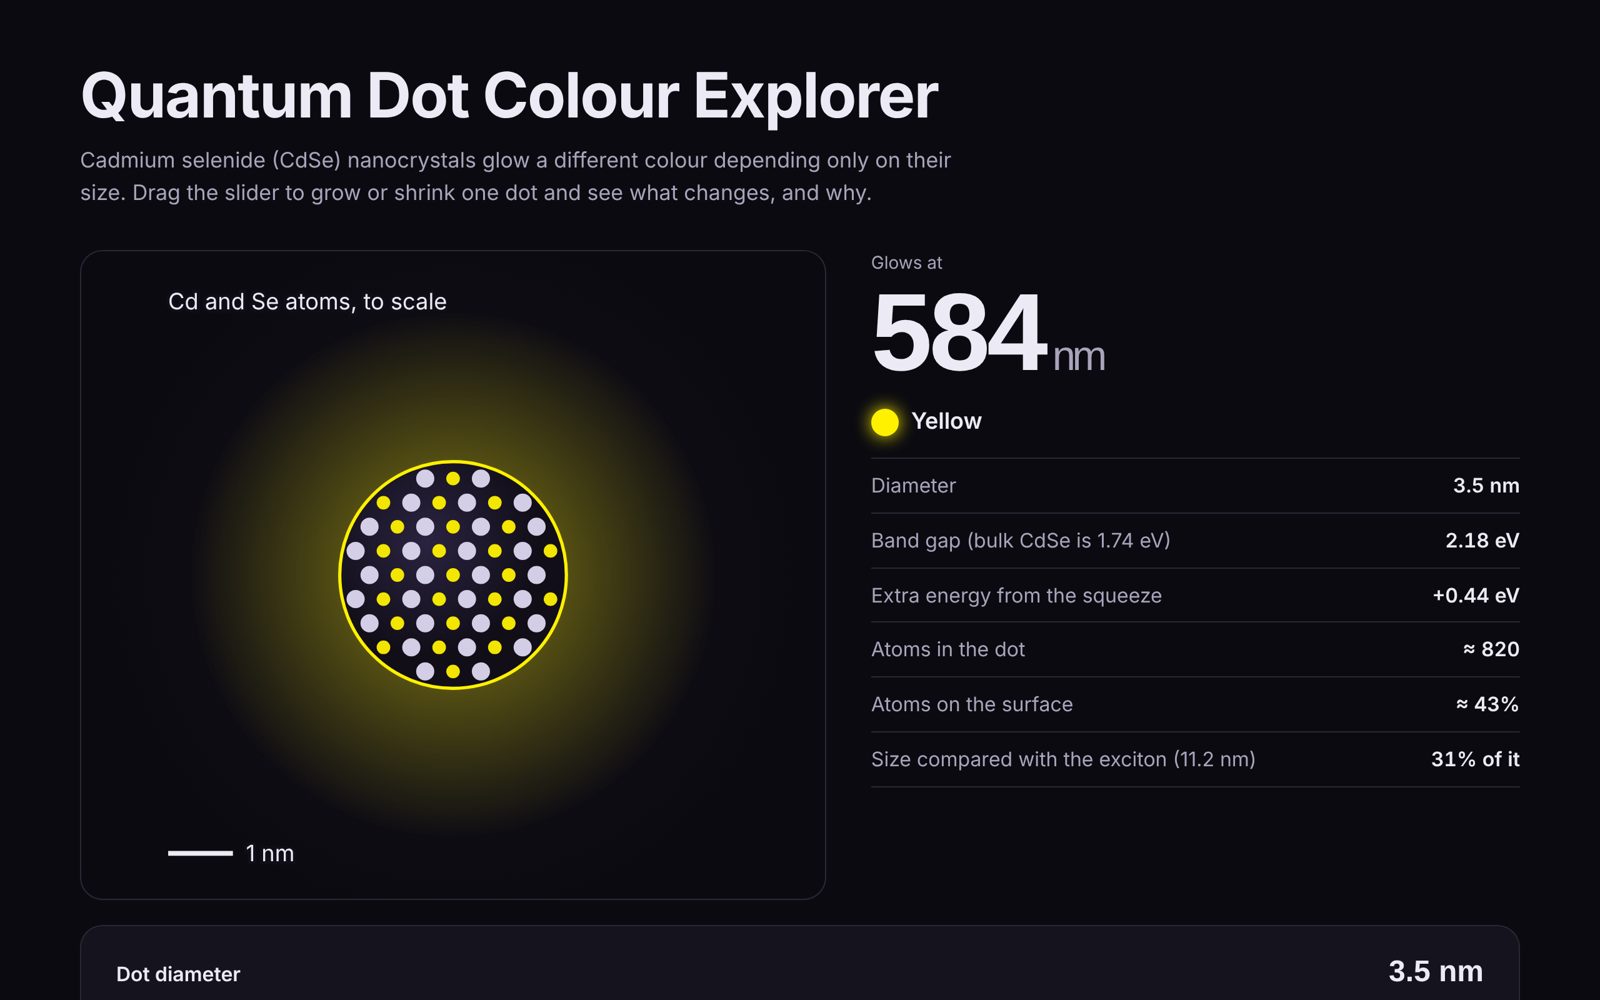 Quantum Dot Colour Explorer
Cadmium selenide (CdSe) nanocrystals glow a different colour depending only on their
size. Drag the slider to grow or shrink one dot and see what changes, and why.
Cd and Se atoms, to scale
1 nm
Glows at
584 nm
Yellow
Diameter 3.5 nm
Band gap (bulk CdSe is 1.74 eV) 2.18 eV
Extra energy from the squeeze +0.44 eV
Atoms in the dot ≈ 820
Atoms on the surface ≈ 43%
Size compared with the exciton (11.2 nm) 31% of it
Dot diameter 3.5 nm